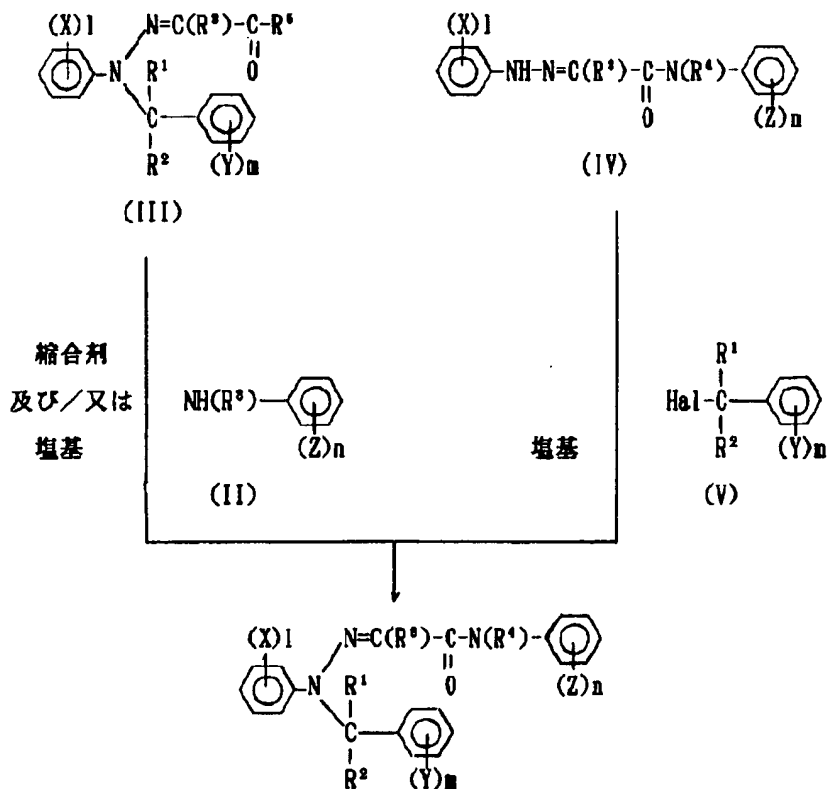 (X)l N=C(R³)-C-R⁵
N R¹ O
C
R² (Y)m
(III)
(X)l
NH-N=C(R³)-C-N(R⁴)
O (Z)n
(IV)
縮合剤
及び/又は
塩基
NH(R³)
(Z)n
(II)
塩基
R¹
Hal-C
R² (Y)m
(V)
(X)l N=C(R³)-C-N(R⁴)
N R¹ O (Z)n
C
R² (Y)m